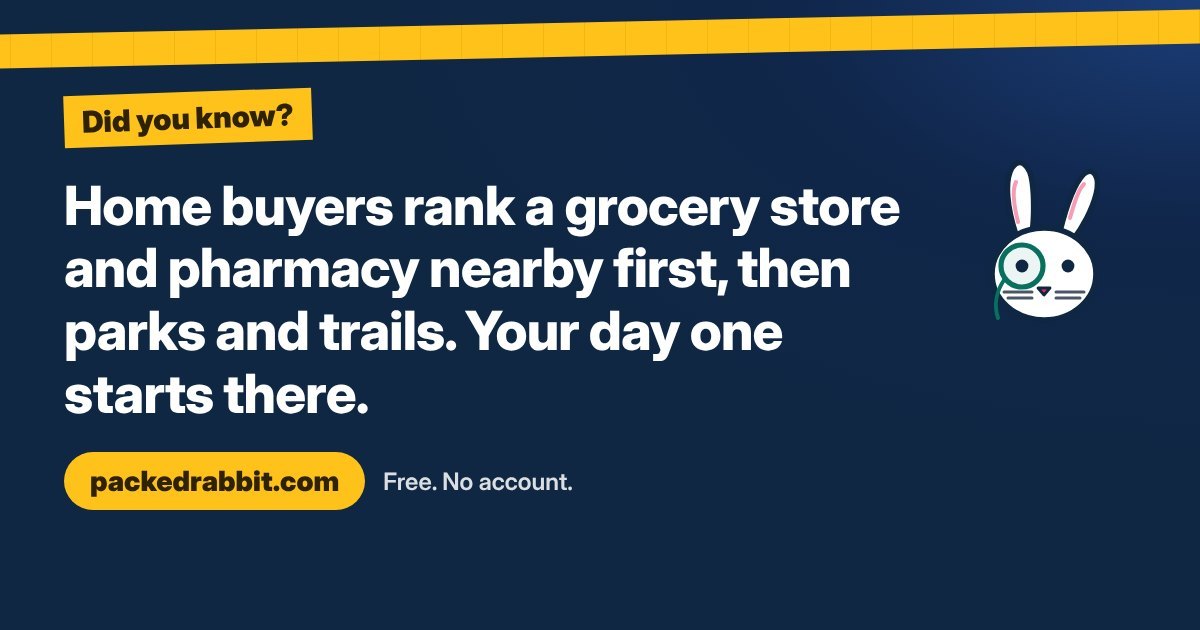 Did you know?
Home buyers rank a grocery store
and pharmacy nearby first, then
parks and trails. Your day one
starts there.
packedrabbit.com
Free. No account.